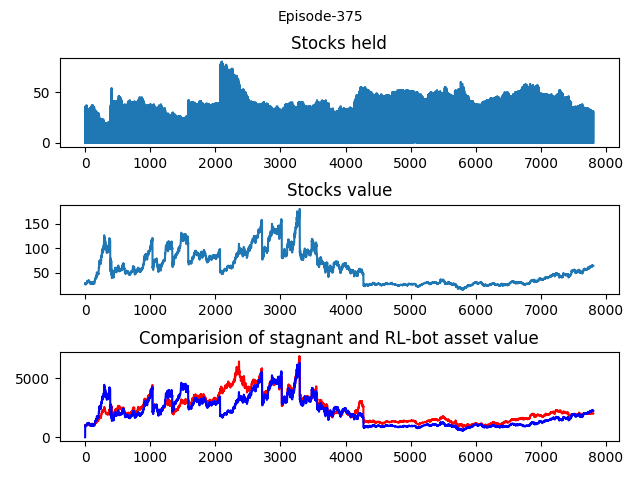 Episode-375
Stocks held
50
0
0 1000 2000 3000 4000 5000 6000 7000 8000
Stocks value
150
100
50
0 1000 2000 3000 4000 5000 6000 7000 8000
Comparision of stagnant and RL-bot asset value
5000
0
0 1000 2000 3000 4000 5000 6000 7000 8000